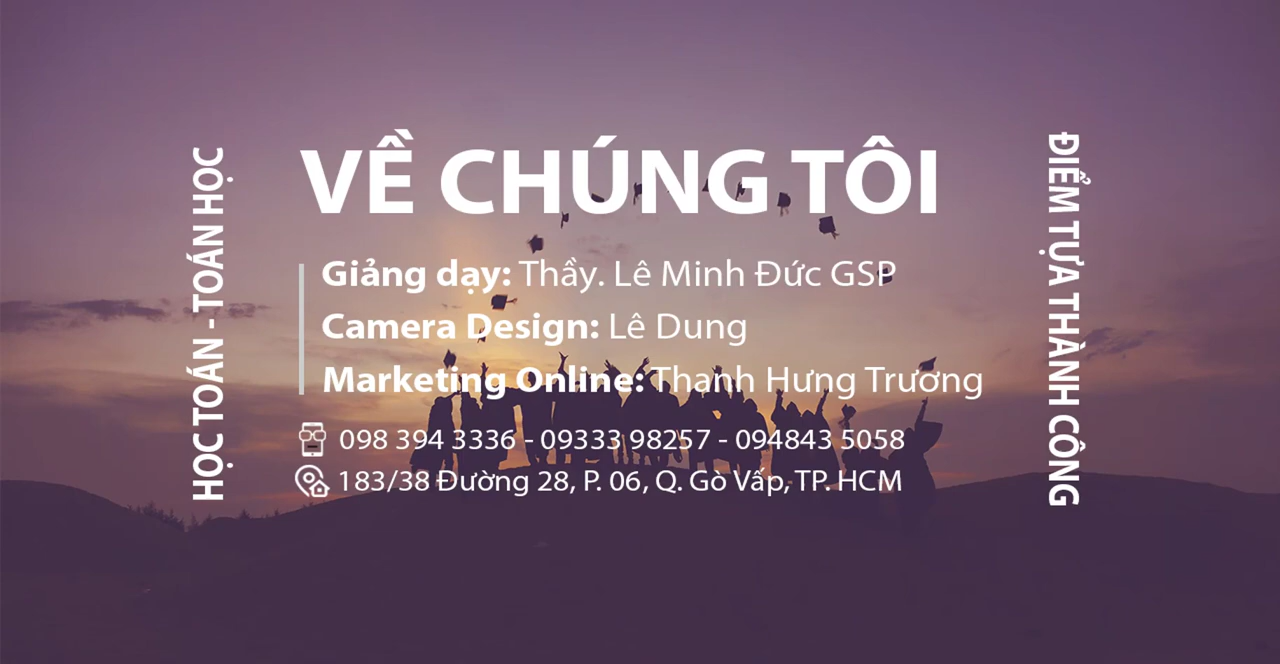 VỀ CHÚNG TÔI
HỌC TOÁN - TOÁN HỌC
Giảng dạy: Thầy. Lê Minh Đức GSP
Camera Design: Lê Dung
Marketing Online: Thanh Hưng Trương
098 394 3336 - 09333 98257 - 094843 5058
183/38 Đường 28, P. 06, Q. Gò Vấp, TP. HCM
ĐIỂM TỰA THÀNH CÔNG